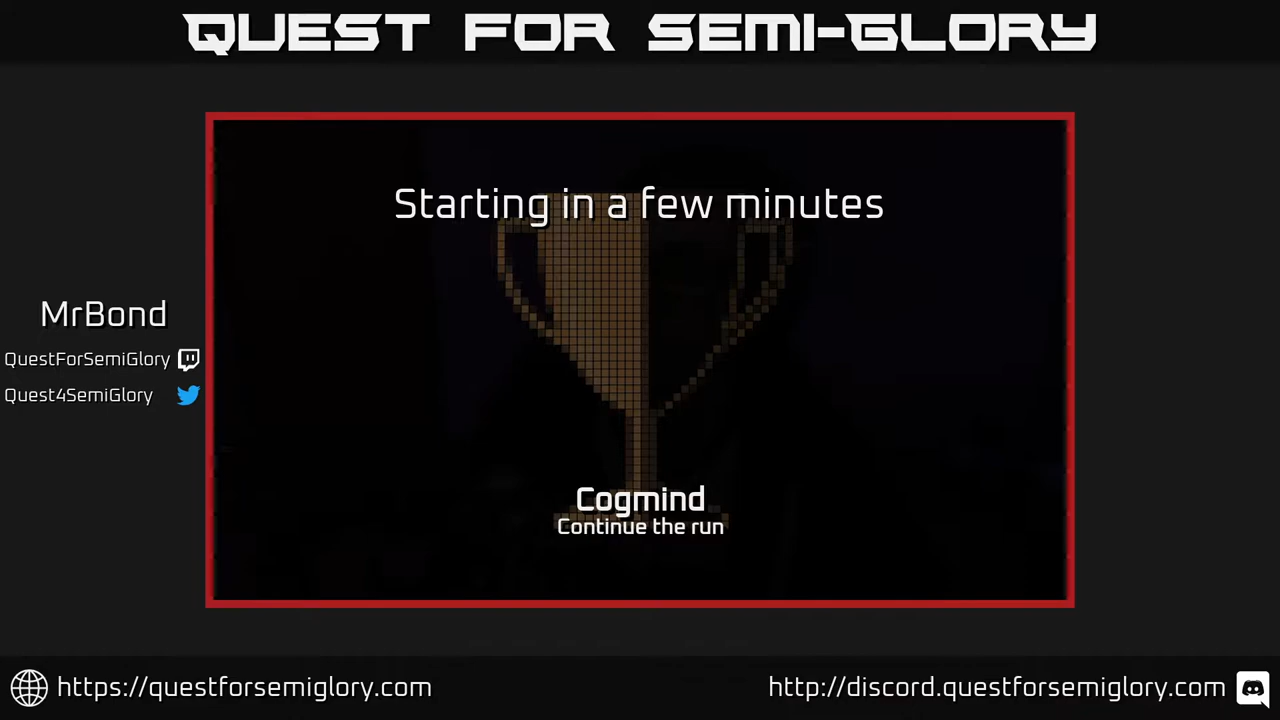 QUEST FOR SEMI-GLORY
Starting in a few minutes
MrBond
QuestForSemiGlory
Quest4SemiGlory
Cogmind
Continue the run
https://questforsemiglory.com
http://discord.questforsemiglory.com